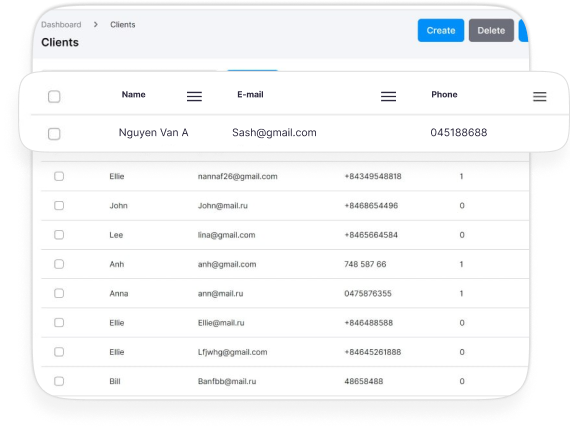 Dashboard > Clients
Clients
Create Delete
Name E-mail Phone
Nguyen Van A Sash@gmail.com 045188688
Ellie nannaf26@gmail.com +84349548818 1
John John@mail.ru +8468654496 0
Lee lina@gmail.com +8465664584 0
Anh anh@gmail.com 748 587 66 1
Anna ann@mail.ru 0475876355 1
Ellie Ellie@mail.ru +846488588 0
Ellie Lfjwhg@gmail.com +84645261888 0
Bill Banfbb@mail.ru 48658488 0